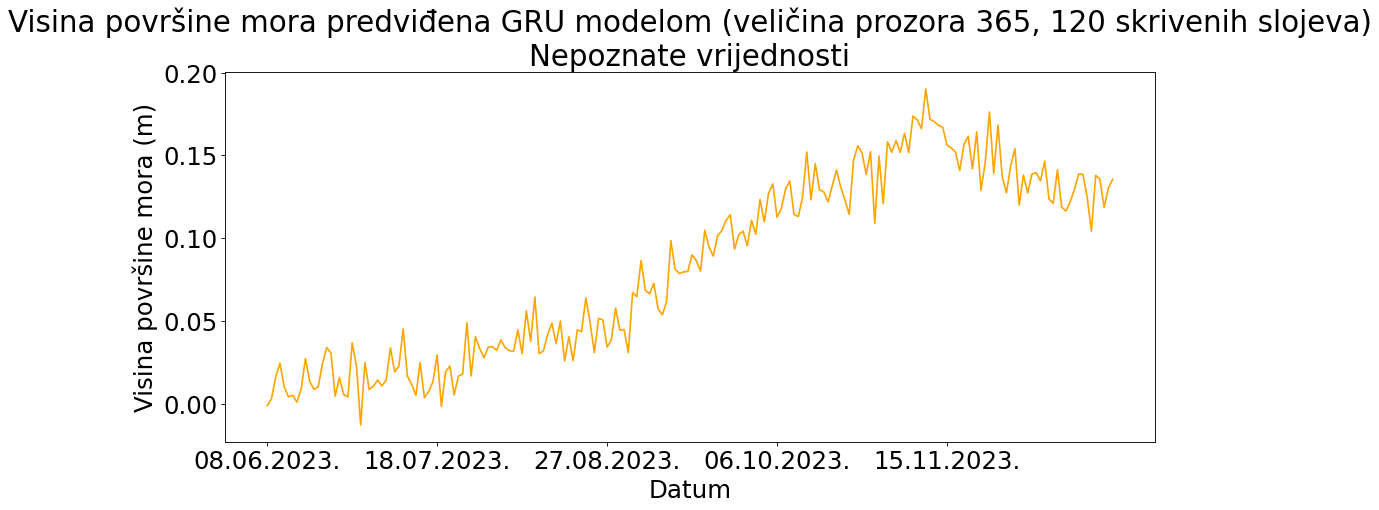 Visina površine mora predviđena GRU modelom (veličina prozora 365, 120 skrivenih slojeva)
Nepoznate vrijednosti
Visina površine mora (m)
0.20
0.15
0.10
0.05
0.00
08.06.2023. 18.07.2023. 27.08.2023. 06.10.2023. 15.11.2023.
Datum